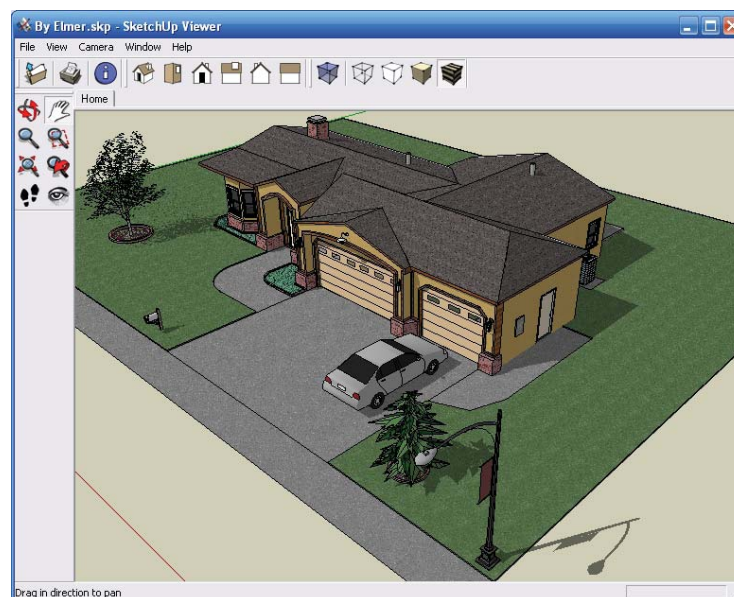 By Elmer.skp - SketchUp Viewer
File View Camera Window Help
Home
Drag in direction to pan